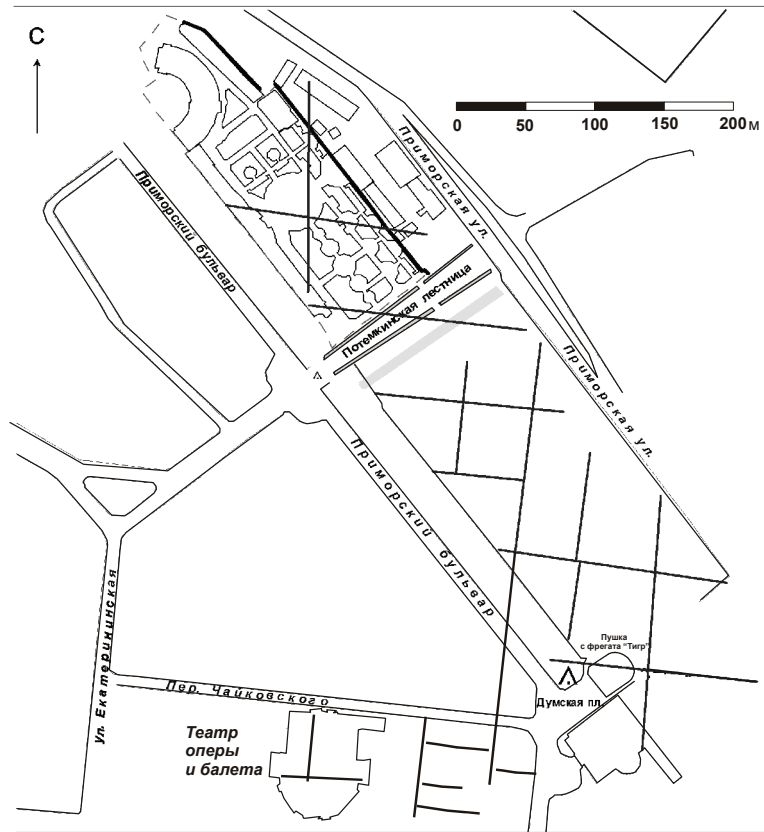 С
0 50 100 150 200 м
Приморская ул.
Приморский бульвар
Потемкинская лестница
Приморская ул.
Приморский бульвар
Ул. Екатерининская
Пушка
с фрегата "Тигр"
Пер. Чайковского
Думская пл.
Театр
оперы
и балета